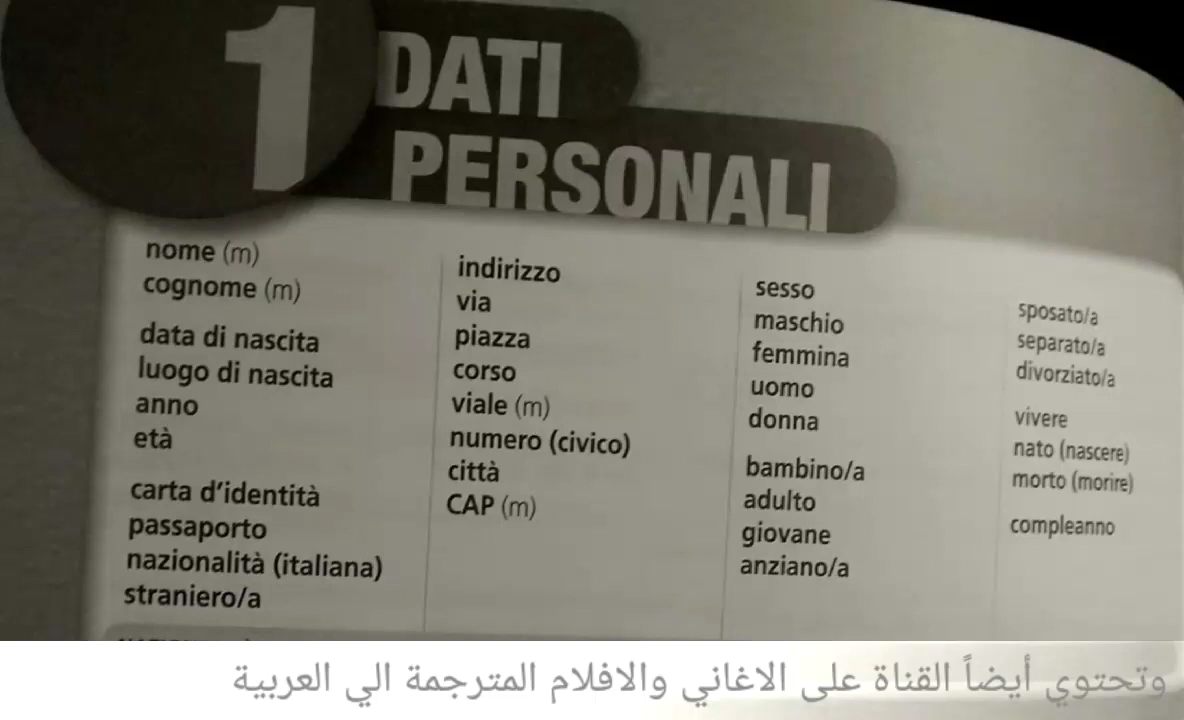 1
DATI
PERSONALI
nome (m)
cognome (m)
data di nascita
luogo di nascita
anno
età
carta d'identità
passaporto
nazionalità (italiana)
straniero/a
indirizzo
via
piazza
corso
viale (m)
numero (civico)
città
CAP (m)
sesso
maschio
femmina
uomo
donna
bambino/a
adulto
giovane
anziano/a
sposato/a
separato/a
divorziato/a
vivere
nato (nascere)
morto (morire)
compleanno
وتحتوي أيضاً القناة على الاغاني والافلام المترجمة الي العربية